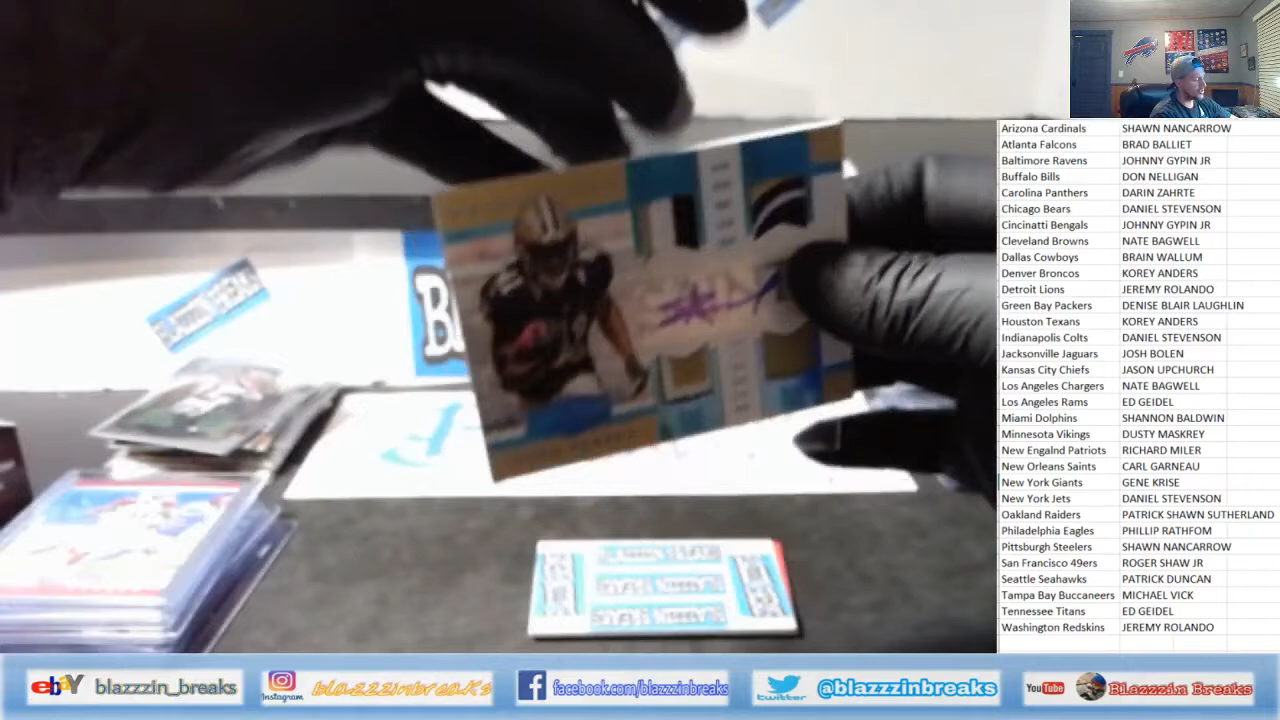 Arizona Cardinals SHAWN NANCARROW
Atlanta Falcons BRAD BALLIET
Baltimore Ravens JOHNNY GYPIN JR
Buffalo Bills DON NELLIGAN
Carolina Panthers DARIN ZAHRTE
Chicago Bears DANIEL STEVENSON
Cincinatti Bengals JOHNNY GYPIN JR
Cleveland Browns NATE BAGWELL
Dallas Cowboys BRAIN WALLUM
Denver Broncos KOREY ANDERS
Detroit Lions JEREMY ROLANDO
Green Bay Packers DENISE BLAIR LAUGHLIN
Houston Texans KOREY ANDERS
Indianapolis Colts DANIEL STEVENSON
Jacksonville Jaguars JOSH BOLEN
Kansas City Chiefs JASON UPCHURCH
Los Angeles Chargers NATE BAGWELL
Los Angeles Rams ED GEIDEL
Miami Dolphins SHANNON BALDWIN
Minnesota Vikings DUSTY MASKREY
New Engalnd Patriots RICHARD MILER
New Orleans Saints CARL GARNEAU
New York Giants GENE KRISE
New York Jets DANIEL STEVENSON
Oakland Raiders PATRICK SHAWN SUTHERLAND
Philadelphia Eagles PHILLIP RATHFOM
Pittsburgh Steelers SHAWN NANCARROW
San Francisco 49ers ROGER SHAW JR
Seattle Seahawks PATRICK DUNCAN
Tampa Bay Buccaneers MICHAEL VICK
Tennessee Titans ED GEIDEL
Washington Redskins JEREMY ROLANDO
ebay blazzzin_breaks
Instagram blazzzinbreaks
facebook.com/blazzzinbreaks
twitter @blazzzinbreaks
YouTube Blazzzin Breaks